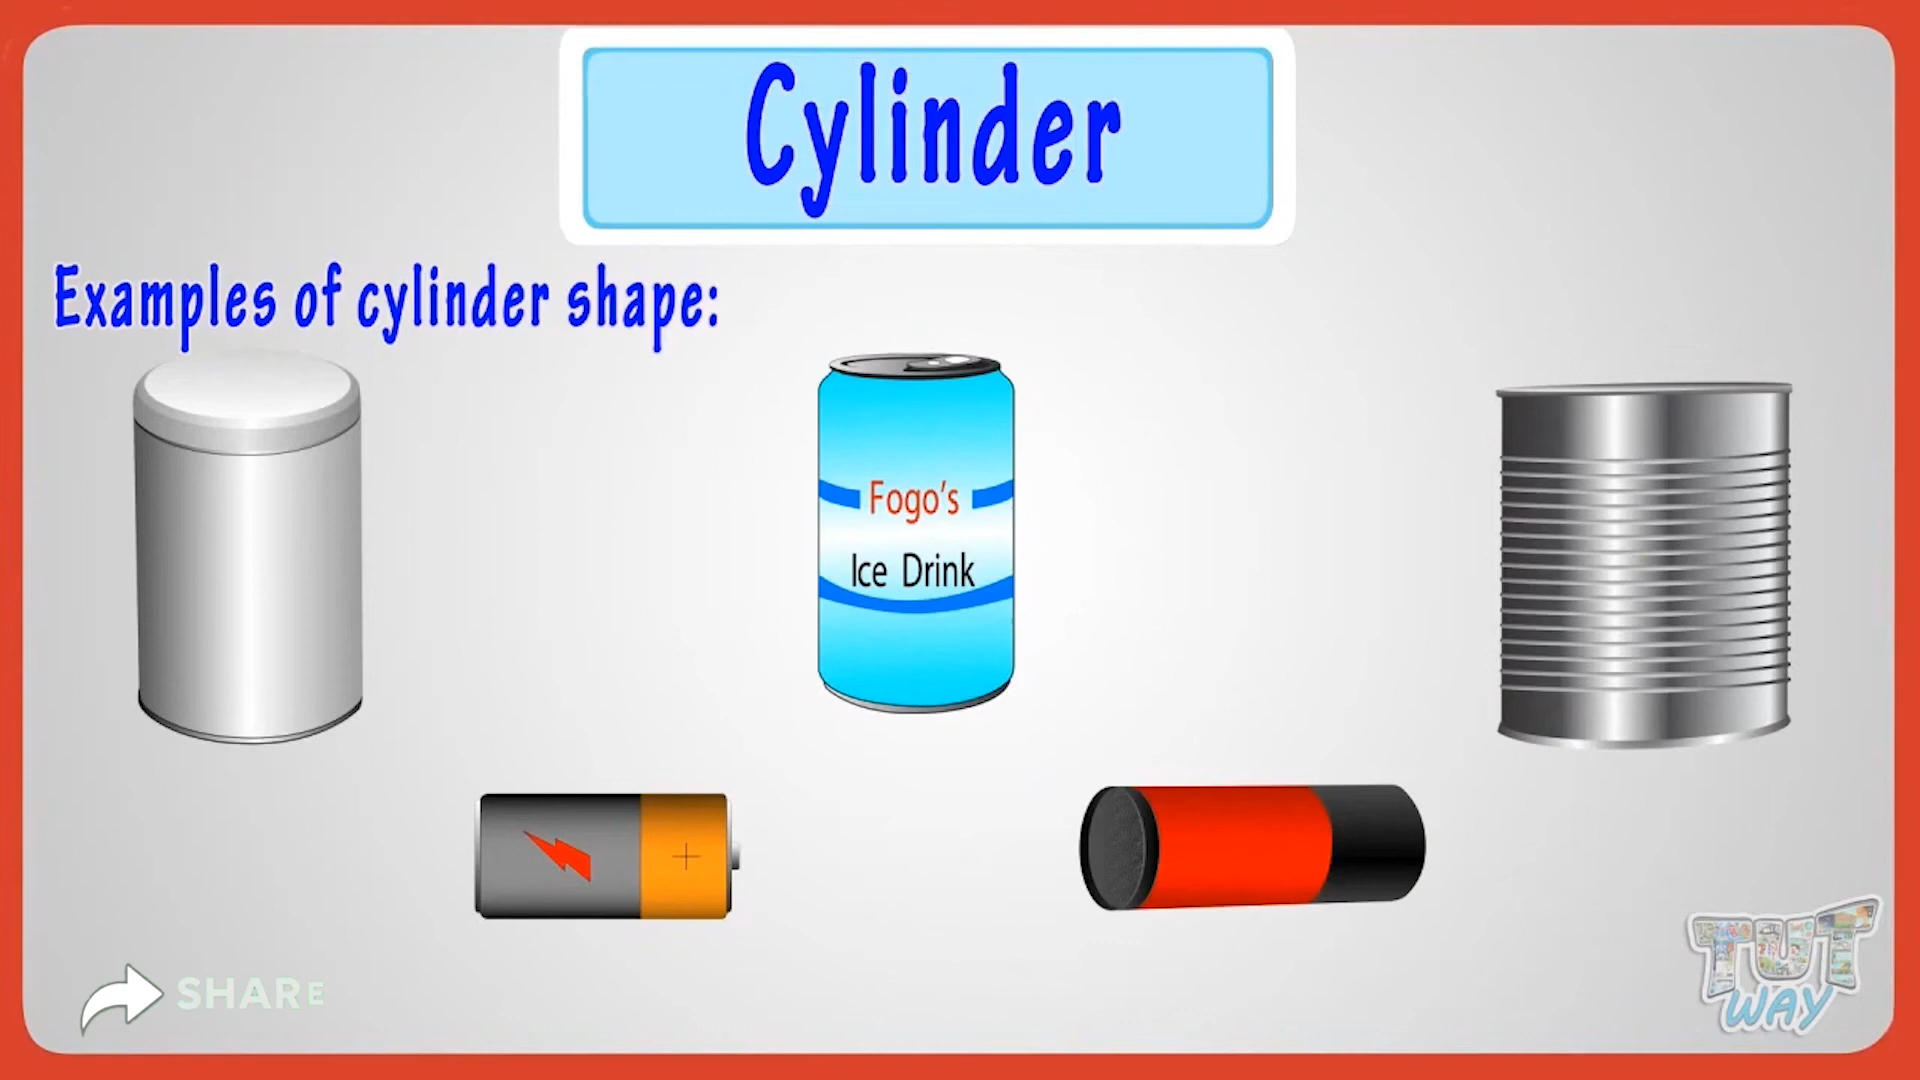 Cylinder
Examples of cylinder shape:
Fogo's
Ice Drink
+
SHARE
TUT
WAY